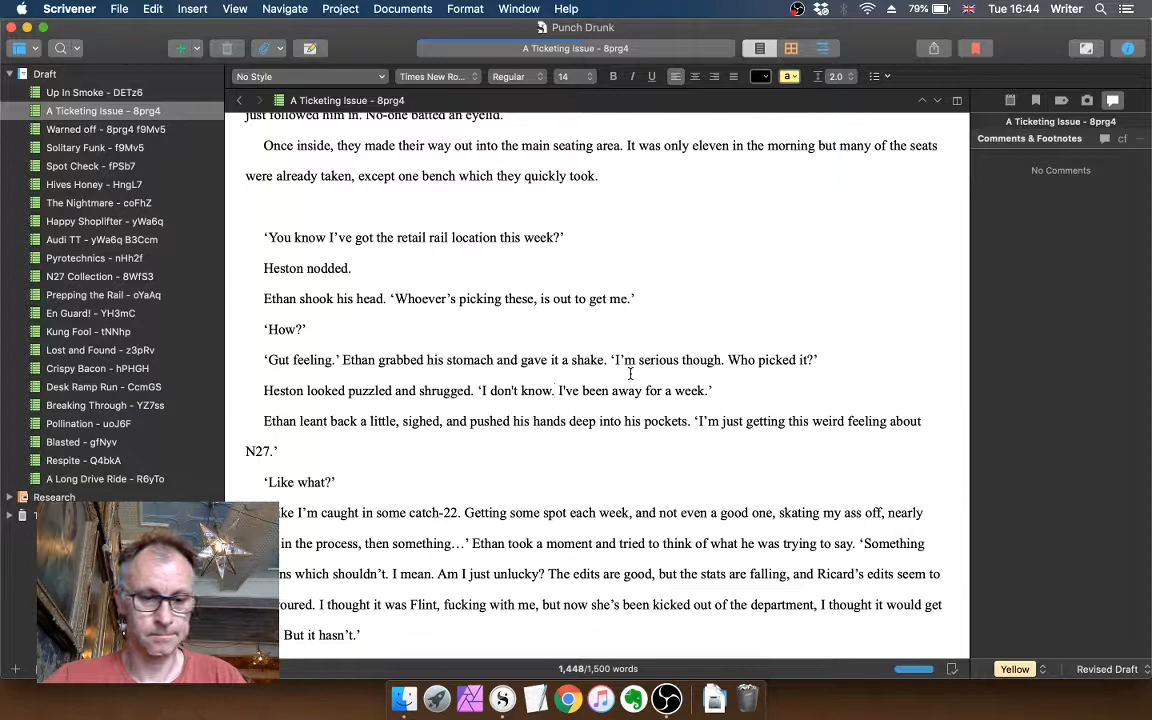 Scrivener File Edit Insert View Navigate Project Documents Format Window Help 79% Tue 16:44 Writer
Punch Drunk
A Ticketing Issue - 8prg4
No Style Times New Ro... Regular 14 B I U a 2.0
Draft
Up In Smoke - DETz6
A Ticketing Issue - 8prg4
Warned off - 8prg4 f9Mv5
Solitary Funk - f9Mv5
Spot Check - fPSb7
Hives Honey - HngL7
The Nightmare - coFhZ
Happy Shoplifter - yWa6q
Audi TT - yWa6q B3Ccm
Pyrotechnics - nHh2f
N27 Collection - 8WfS3
Prepping the Rail - oYaAq
En Guard! - YH3mC
Kung Fool - tNNhp
Lost and Found - z3pRv
Crispy Bacon - hPHGH
Desk Ramp Run - CcmGS
Breaking Through - YZ7ss
Pollination - uoJ6F
Blasted - gfNyv
Respite - Q4bkA
A Long Drive Ride - R6yTo
Research
A Ticketing Issue - 8prg4
just followed him in. No-one batted an eyelid.
Once inside, they made their way out into the main seating area. It was only eleven in the morning but many of the seats
were already taken, except one bench which they quickly took.
‘You know I’ve got the retail rail location this week?’
Heston nodded.
Ethan shook his head. ‘Whoever’s picking these, is out to get me.’
‘How?’
‘Gut feeling.’ Ethan grabbed his stomach and gave it a shake. ‘I’m serious though. Who picked it?’
Heston looked puzzled and shrugged. ‘I don't know. I've been away for a week.’
Ethan leant back a little, sighed, and pushed his hands deep into his pockets. ‘I’m just getting this weird feeling about
N27.’
‘Like what?’
I’m caught in some catch-22. Getting some spot each week, and not even a good one, skating my ass off, nearly
in the process, then something…’ Ethan took a moment and tried to think of what he was trying to say. ‘Something
which shouldn’t. I mean. Am I just unlucky? The edits are good, but the stats are falling, and Ricard’s edits seem to
I thought it was Flint, fucking with me, but now she’s been kicked out of the department, I thought it would get
But it hasn’t.’
1,448/1,500 words
A Ticketing Issue - 8prg4
Comments & Footnotes cf
No Comments
Yellow Revised Draft